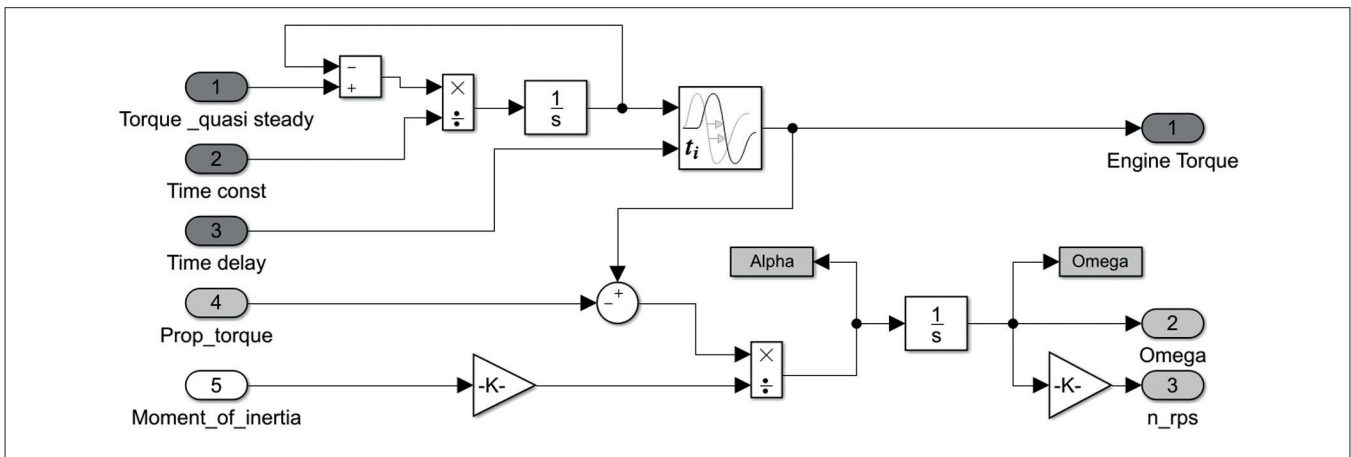 1
Torque _quasi steady
2
Time const
3
Time delay
4
Prop_torque
5
Moment_of_inertia
−
+
×
÷
1
s
t_i
1
Engine Torque
− +
Alpha
Omega
×
÷
1
s
2
Omega
-K-
-K-
3
n_rps